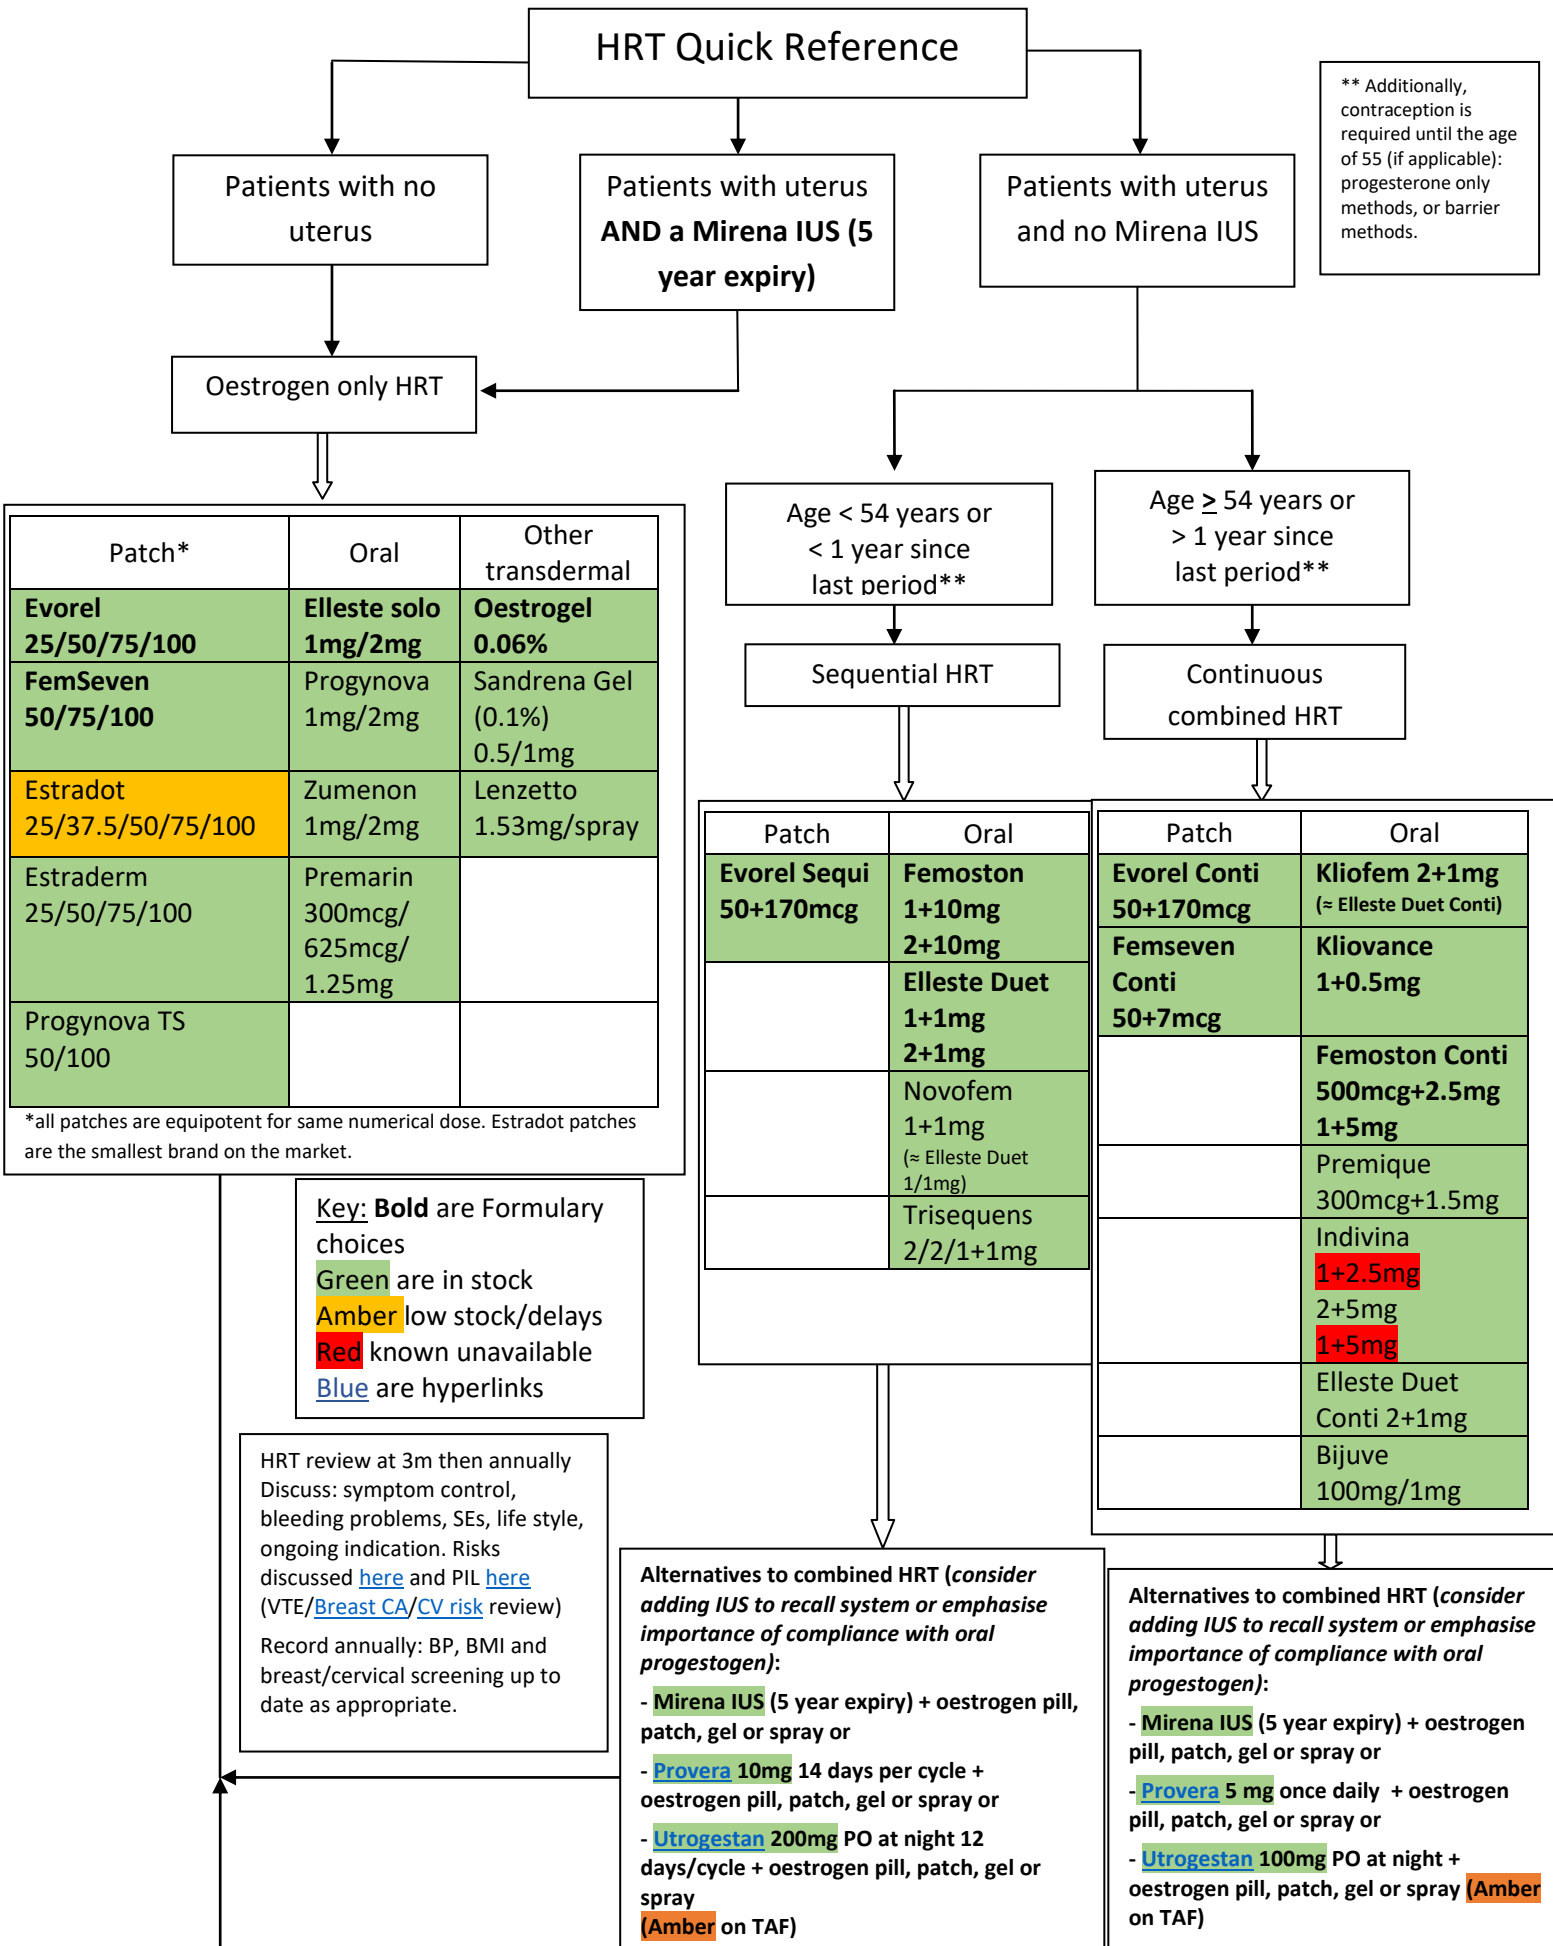 HRT Quick Reference
** Additionally,
contraception is
required until the age
of 55 (if applicable):
progesterone only
methods, or barrier
methods.
Patients with no
uterus
Patients with uterus
AND a Mirena IUS (5
year expiry)
Patients with uterus
and no Mirena IUS
Oestrogen only HRT
Age < 54 years or
< 1 year since
last period**
Age ≥ 54 years or
> 1 year since
last period**
Sequential HRT
Continuous
combined HRT
Patch*
Oral
Other
transdermal
Evorel
25/50/75/100
Elleste solo
1mg/2mg
Oestrogel
0.06%
FemSeven
50/75/100
Progynova
1mg/2mg
Sandrena Gel
(0.1%)
0.5/1mg
Estradot
25/37.5/50/75/100
Zumenon
1mg/2mg
Lenzetto
1.53mg/spray
Estraderm
25/50/75/100
Premarin
300mcg/
625mcg/
1.25mg
Progynova TS
50/100
*all patches are equipotent for same numerical dose. Estradot patches
are the smallest brand on the market.
Patch
Oral
Evorel Sequi
50+170mcg
Femoston
1+10mg
2+10mg
Elleste Duet
1+1mg
2+1mg
Novofem
1+1mg
(≈ Elleste Duet
1/1mg)
Trisequens
2/2/1+1mg
Patch
Oral
Evorel Conti
50+170mcg
Kliofem 2+1mg
(≈ Elleste Duet Conti)
Femseven
Conti
50+7mcg
Kliovance
1+0.5mg
Femoston Conti
500mcg+2.5mg
1+5mg
Premique
300mcg+1.5mg
Indivina
1+2.5mg
2+5mg
1+5mg
Elleste Duet
Conti 2+1mg
Bijuve
100mg/1mg
Key: Bold are Formulary
choices
Green are in stock
Amber low stock/delays
Red known unavailable
Blue are hyperlinks
HRT review at 3m then annually
Discuss: symptom control,
bleeding problems, SEs, life style,
ongoing indication. Risks
discussed here and PIL here
(VTE/Breast CA/CV risk review)
Record annually: BP, BMI and
breast/cervical screening up to
date as appropriate.
Alternatives to combined HRT (consider
adding IUS to recall system or emphasise
importance of compliance with oral
progestogen):
- Mirena IUS (5 year expiry) + oestrogen pill,
patch, gel or spray or
- Provera 10mg 14 days per cycle +
oestrogen pill, patch, gel or spray or
- Utrogestan 200mg PO at night 12
days/cycle + oestrogen pill, patch, gel or
spray
(Amber on TAF)
Alternatives to combined HRT (consider
adding IUS to recall system or emphasise
importance of compliance with oral
progestogen):
- Mirena IUS (5 year expiry) + oestrogen
pill, patch, gel or spray or
- Provera 5 mg once daily + oestrogen
pill, patch, gel or spray or
- Utrogestan 100mg PO at night +
oestrogen pill, patch, gel or spray (Amber
on TAF)